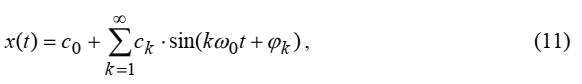 x(t) = c₀ + ∑_{k=1}^{∞} cₖ · sin(kω₀t + φₖ) , (11)